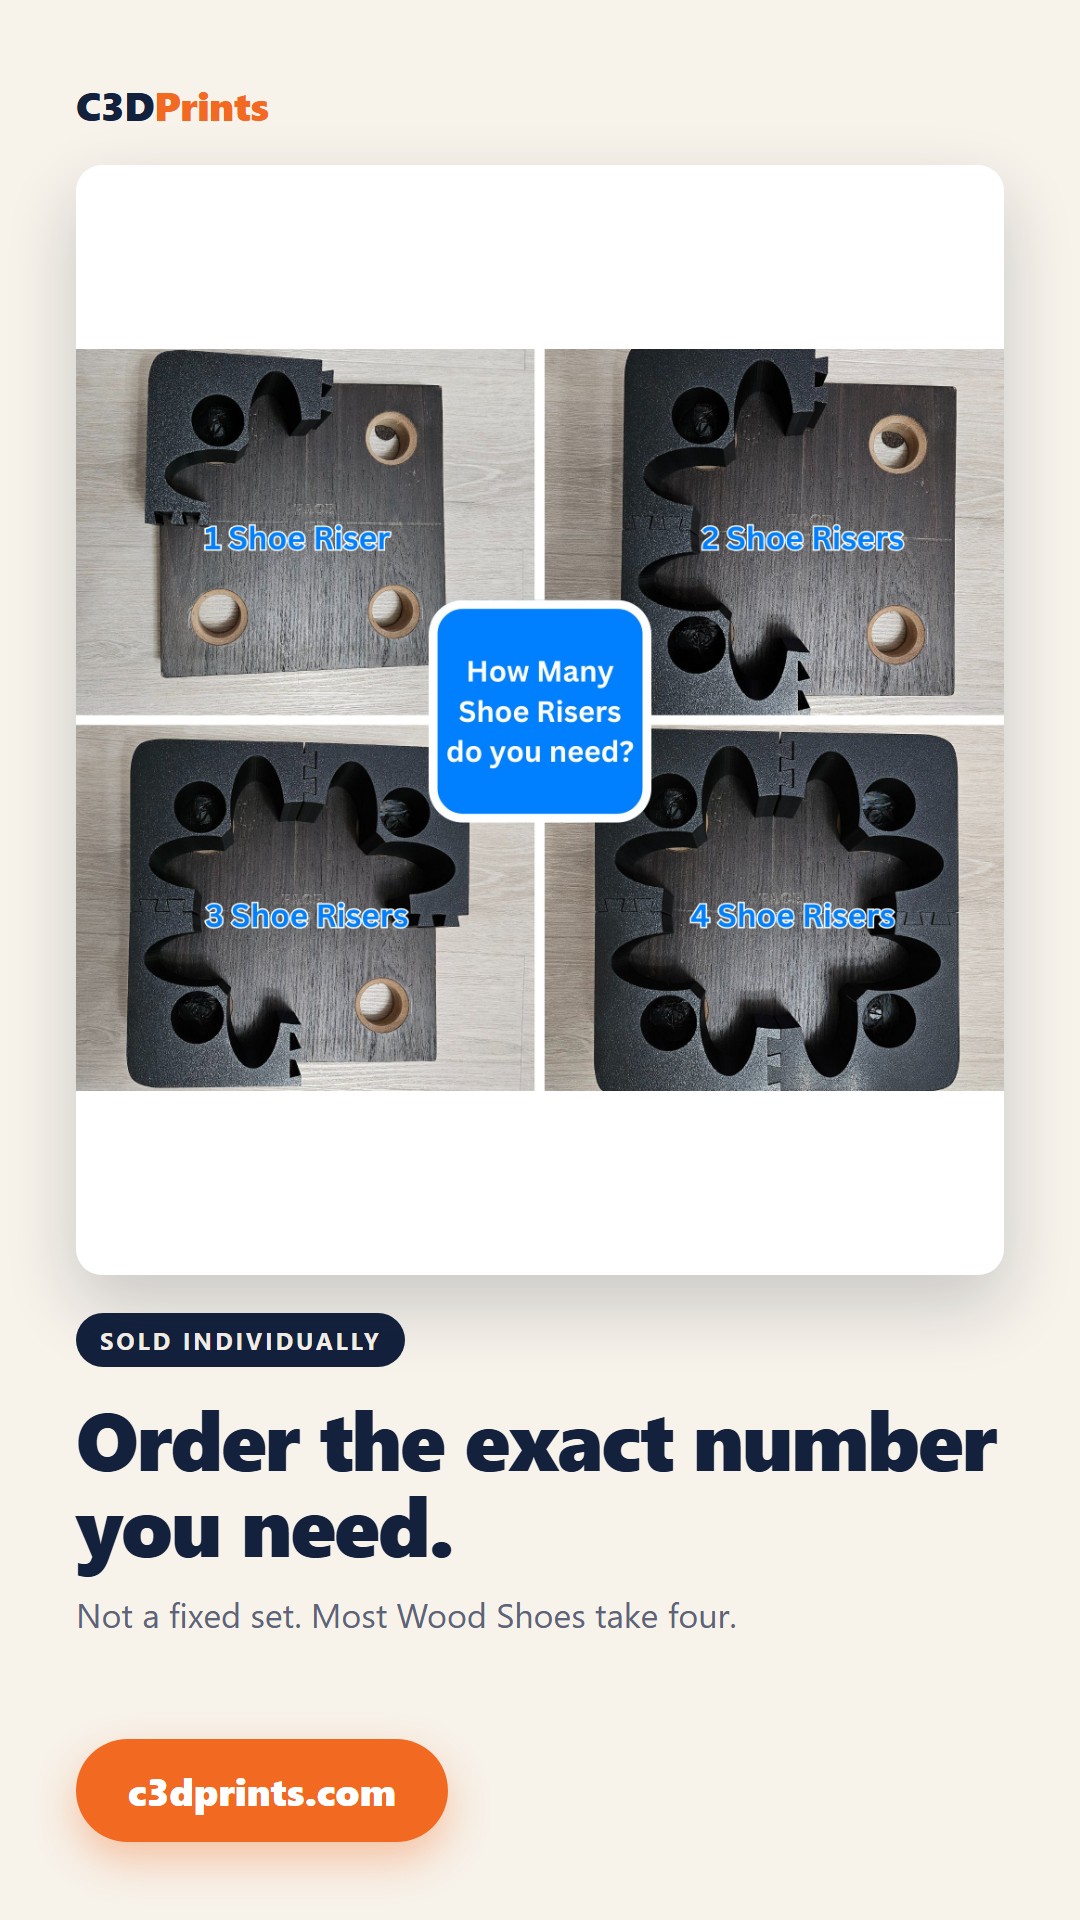 C3DPrints
1 Shoe Riser
2 Shoe Risers
How Many
Shoe Risers
do you need?
3 Shoe Risers
4 Shoe Risers
SOLD INDIVIDUALLY
Order the exact number
you need.
Not a fixed set. Most Wood Shoes take four.
c3dprints.com